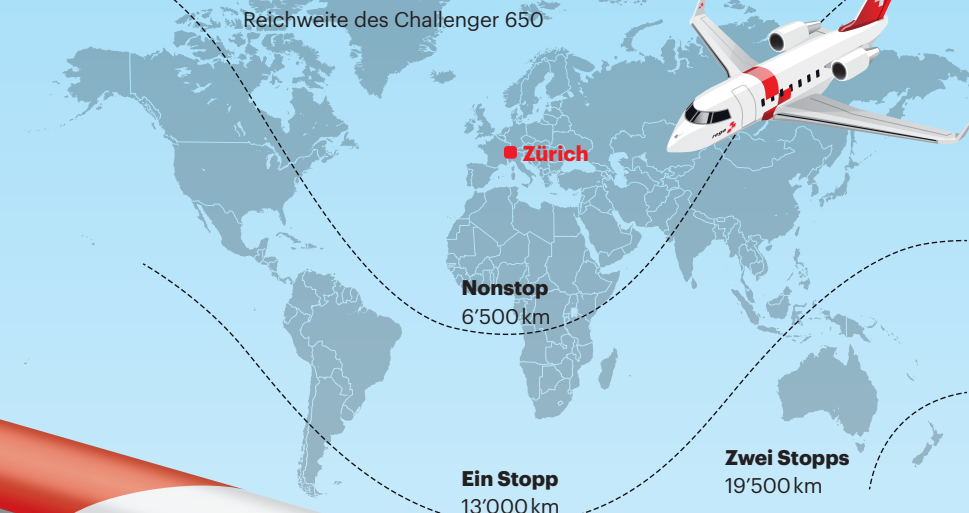 Reichweite des Challenger 650
rega
Zürich
Nonstop
6’500 km
Zwei Stopps
19’500 km
Ein Stopp
13’000 km